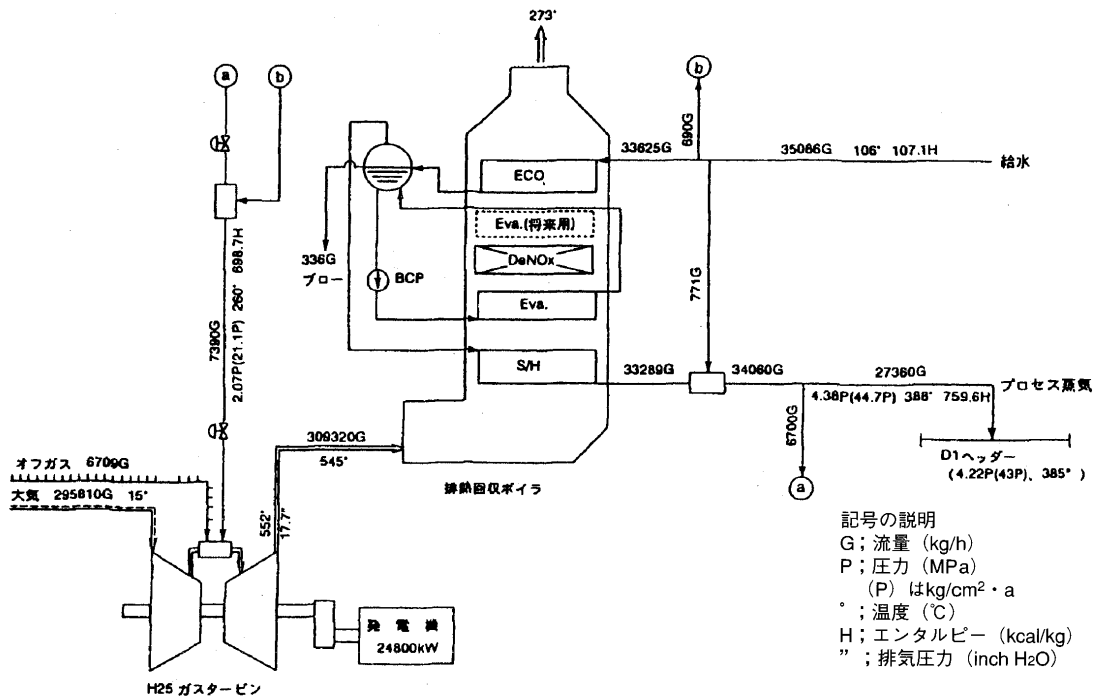 273°
ⓐ
ⓑ
ⓑ
690G
33625G
35086G 106° 107.1H
給水
ECO
Eva.(将来用)
DeNOx
336G
ブロー
BCP
Eva.
771G
698.7H
260°
2.07P(21.1P)
7390G
S/H
33289G
34060G
27360G
プロセス蒸気
4.38P(44.7P) 388° 759.6H
6700G
D1ヘッダー
(4.22P(43P)、385°)
ⓐ
309320G
545°
排熱回収ボイラ
オフガス 6709G
大気 295810G 15°
552°
17.7"
発電機
24800kW
H25 ガスタービン
記号の説明
G；流量（kg/h）
P；圧力（MPa）
（P）はkg/cm²・a
°；温度（℃）
H；エンタルピー（kcal/kg）
"；排気圧力（inch H₂O）